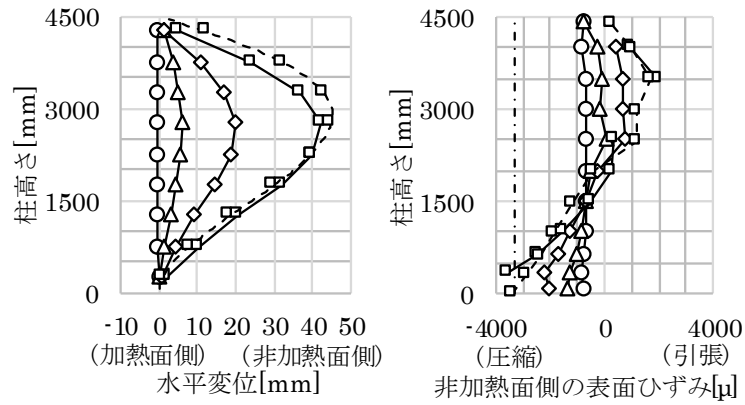 4500
3000
1500
0
柱高さ[mm]
-10 0 10 20 30 40 50
(加熱面側) (非加熱面側)
水平変位[mm]
4500
3000
1500
0
柱高さ[mm]
-4000 0 4000
(圧縮) (引張)
非加熱面側の表面ひずみ[μ]